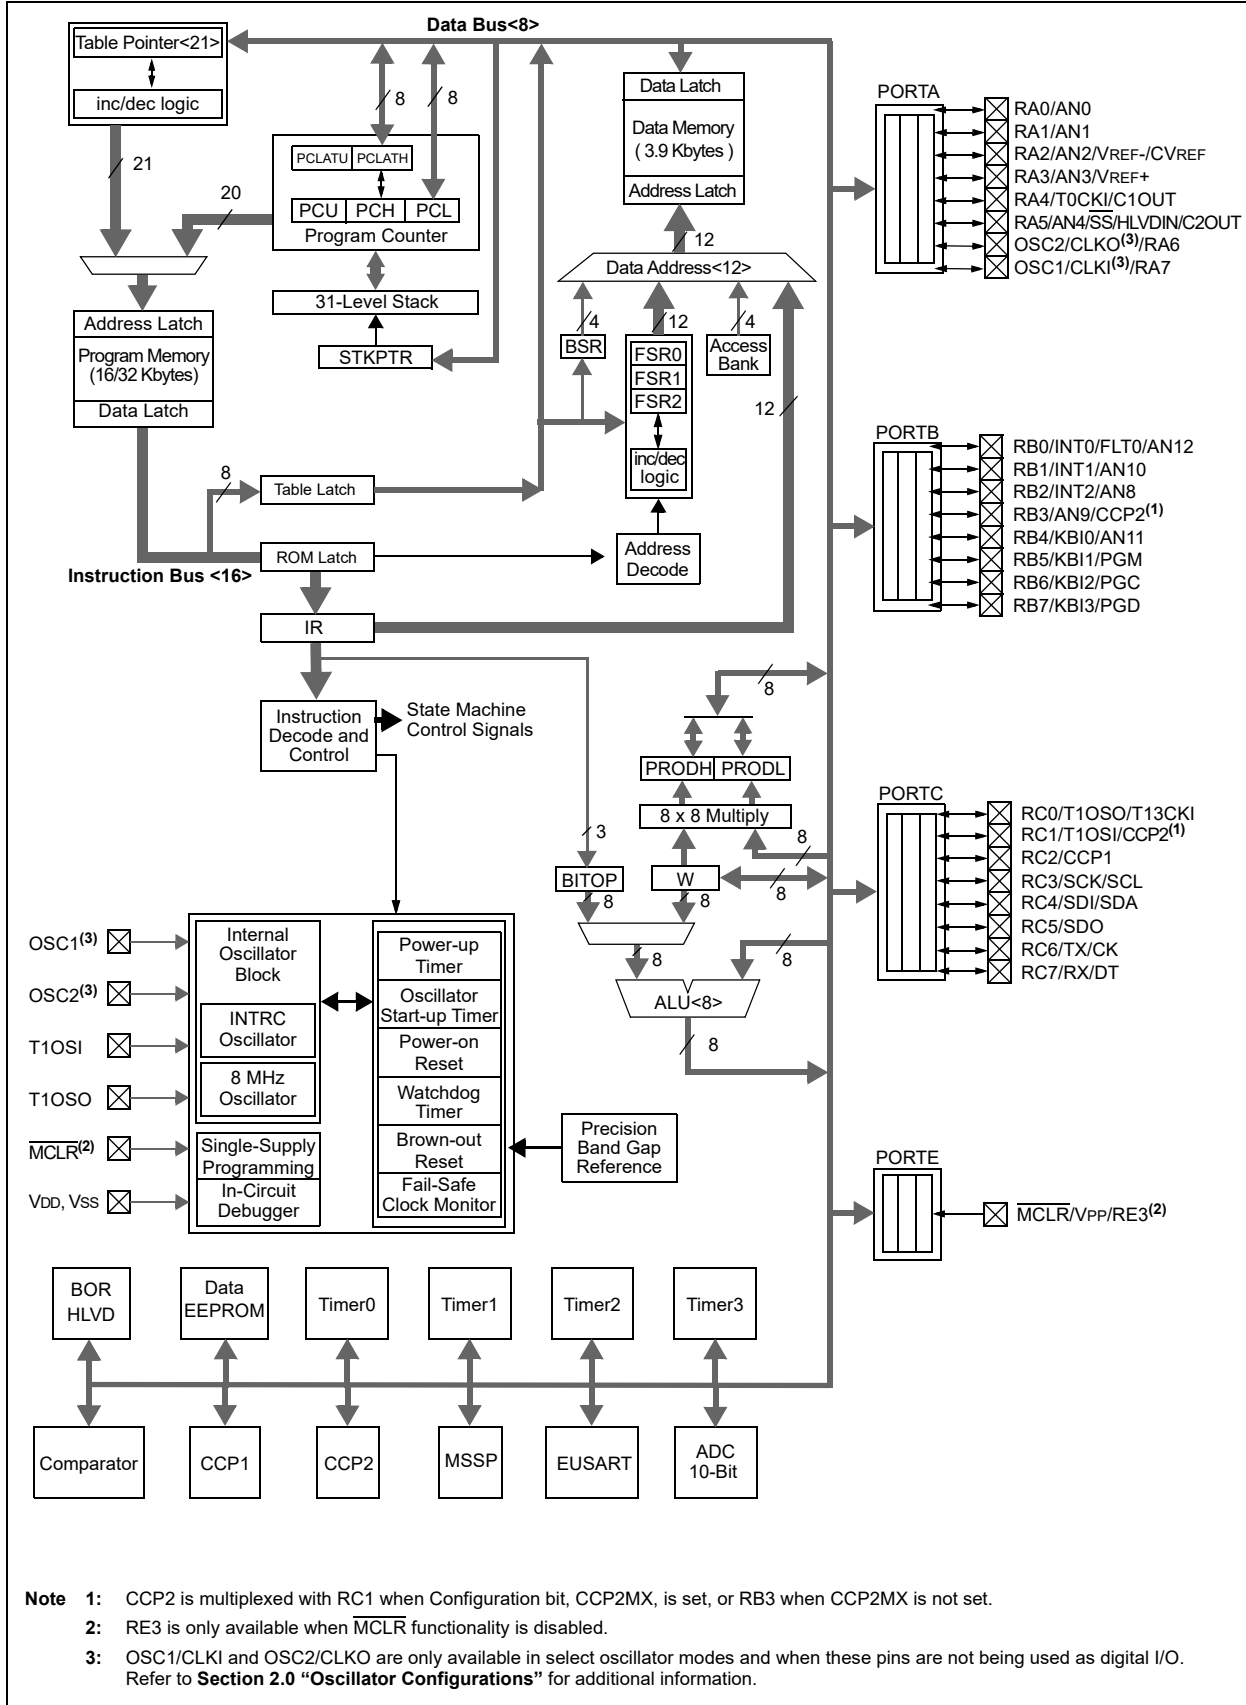 Data Bus<8>
Table Pointer<21>
inc/dec logic
21
20
8
8
PCLATU PCLATH
PCU PCH PCL
Program Counter
31-Level Stack
STKPTR
Address Latch
Program Memory
(16/32 Kbytes)
Data Latch
8
Table Latch
ROM Latch
Instruction Bus <16>
IR
Instruction
Decode and
Control
State Machine
Control Signals
Data Latch
Data Memory
( 3.9 Kbytes )
Address Latch
12
Data Address<12>
4
12
4
BSR
FSR0
FSR1
FSR2
inc/dec
logic
Access
Bank
12
Address
Decode
8
PRODH PRODL
8 x 8 Multiply
3
8
BITOP
W
8
8
8
8
8
ALU<8>
8
PORTA
RA0/AN0
RA1/AN1
RA2/AN2/VREF-/CVREF
RA3/AN3/VREF+
RA4/T0CKI/C1OUT
RA5/AN4/SS/HLVDIN/C2OUT
OSC2/CLKO(3)/RA6
OSC1/CLKI(3)/RA7
PORTB
RB0/INT0/FLT0/AN12
RB1/INT1/AN10
RB2/INT2/AN8
RB3/AN9/CCP2(1)
RB4/KBI0/AN11
RB5/KBI1/PGM
RB6/KBI2/PGC
RB7/KBI3/PGD
PORTC
RC0/T1OSO/T13CKI
RC1/T1OSI/CCP2(1)
RC2/CCP1
RC3/SCK/SCL
RC4/SDI/SDA
RC5/SDO
RC6/TX/CK
RC7/RX/DT
PORTE
MCLR/VPP/RE3(2)
OSC1(3)
OSC2(3)
T1OSI
T1OSO
MCLR(2)
VDD, VSS
Internal
Oscillator
Block
INTRC
Oscillator
8 MHz
Oscillator
Single-Supply
Programming
In-Circuit
Debugger
Power-up
Timer
Oscillator
Start-up Timer
Power-on
Reset
Watchdog
Timer
Brown-out
Reset
Fail-Safe
Clock Monitor
Precision
Band Gap
Reference
BOR
HLVD
Data
EEPROM
Timer0
Timer1
Timer2
Timer3
Comparator
CCP1
CCP2
MSSP
EUSART
ADC
10-Bit
Note 1: CCP2 is multiplexed with RC1 when Configuration bit, CCP2MX, is set, or RB3 when CCP2MX is not set.
2: RE3 is only available when MCLR functionality is disabled.
3: OSC1/CLKI and OSC2/CLKO are only available in select oscillator modes and when these pins are not being used as digital I/O.
Refer to Section 2.0 “Oscillator Configurations” for additional information.